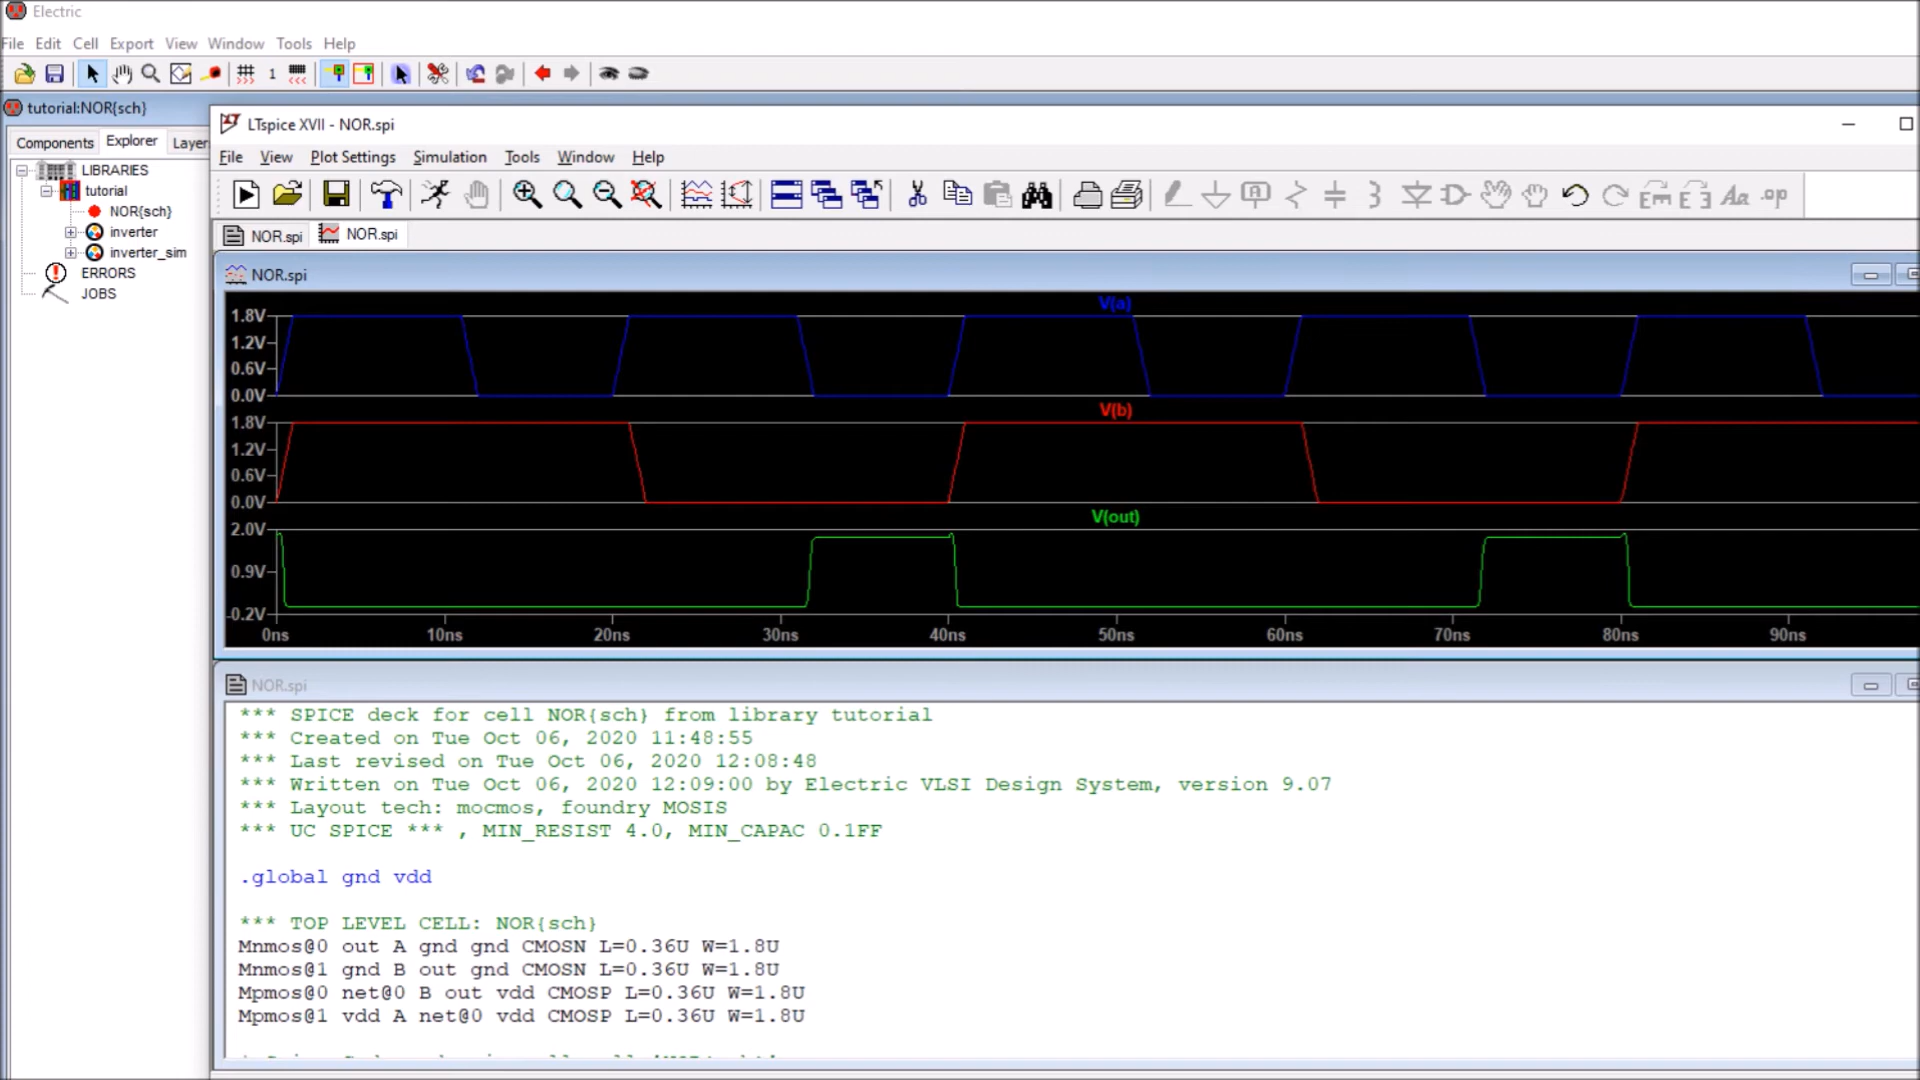 Electric
File Edit Cell Export View Window Tools Help
1
tutorial:NOR{sch}
Components Explorer Layer
LIBRARIES
tutorial
NOR{sch}
inverter
inverter_sim
ERRORS
JOBS
LTspice XVII - NOR.spi
File View Plot Settings Simulation Tools Window Help
Aa .op
NOR.spi NOR.spi
NOR.spi
V(a)
1.8V
1.2V
0.6V
0.0V
V(b)
1.8V
1.2V
0.6V
0.0V
V(out)
2.0V
0.9V
-0.2V
0ns 10ns 20ns 30ns 40ns 50ns 60ns 70ns 80ns 90ns
NOR.spi
*** SPICE deck for cell NOR{sch} from library tutorial
*** Created on Tue Oct 06, 2020 11:48:55
*** Last revised on Tue Oct 06, 2020 12:08:48
*** Written on Tue Oct 06, 2020 12:09:00 by Electric VLSI Design System, version 9.07
*** Layout tech: mocmos, foundry MOSIS
*** UC SPICE *** , MIN_RESIST 4.0, MIN_CAPAC 0.1FF
.global gnd vdd
*** TOP LEVEL CELL: NOR{sch}
Mnmos@0 out A gnd gnd CMOSN L=0.36U W=1.8U
Mnmos@1 gnd B out gnd CMOSN L=0.36U W=1.8U
Mpmos@0 net@0 B out vdd CMOSP L=0.36U W=1.8U
Mpmos@1 vdd A net@0 vdd CMOSP L=0.36U W=1.8U